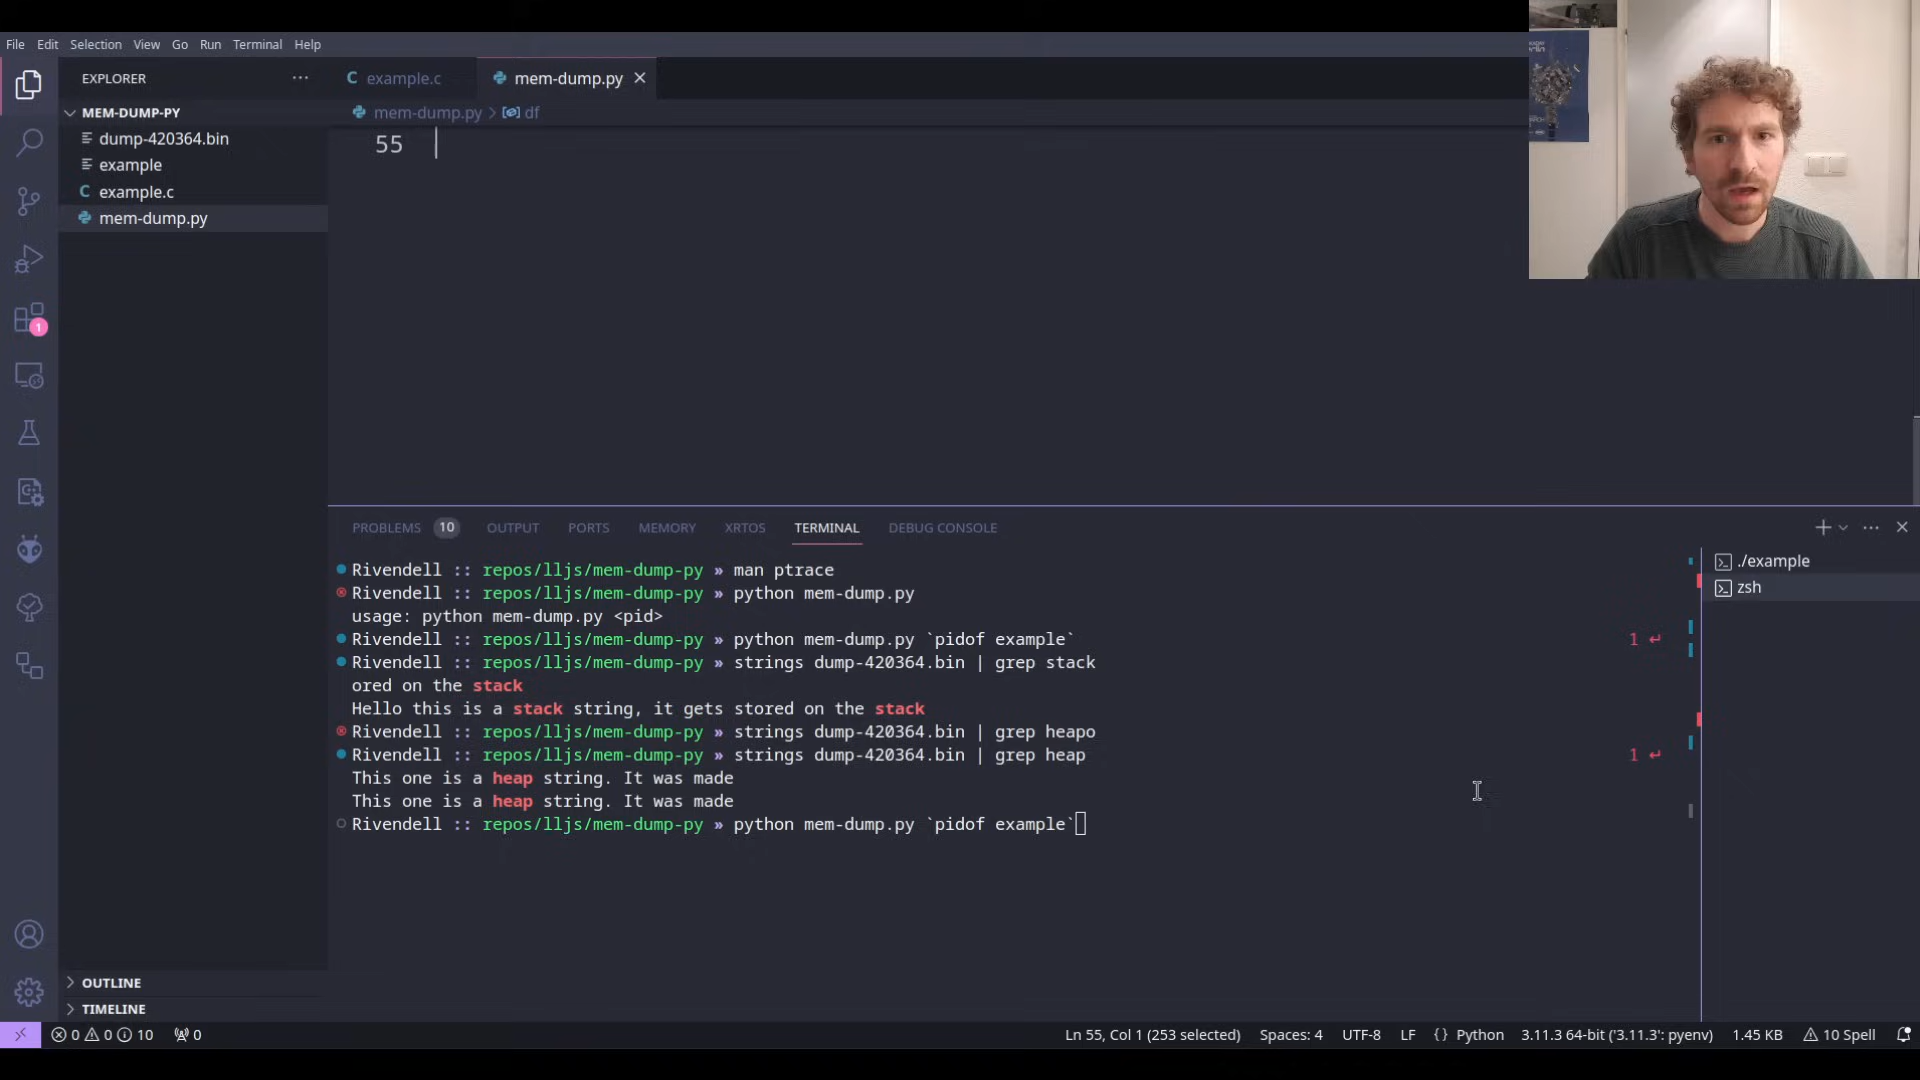 File Edit Selection View Go Run Terminal Help
EXPLORER
example.c
mem-dump.py
MEM-DUMP-PY
mem-dump.py > df
dump-420364.bin
55
example
example.c
mem-dump.py
1
PROBLEMS 10 OUTPUT PORTS MEMORY XRTOS TERMINAL DEBUG CONSOLE
Rivendell :: repos/lljs/mem-dump-py » man ptrace
Rivendell :: repos/lljs/mem-dump-py » python mem-dump.py
usage: python mem-dump.py <pid>
Rivendell :: repos/lljs/mem-dump-py » python mem-dump.py `pidof example` 1 ↵
Rivendell :: repos/lljs/mem-dump-py » strings dump-420364.bin | grep stack
ored on the stack
Hello this is a stack string, it gets stored on the stack
Rivendell :: repos/lljs/mem-dump-py » strings dump-420364.bin | grep heapo
Rivendell :: repos/lljs/mem-dump-py » strings dump-420364.bin | grep heap 1 ↵
This one is a heap string. It was made
This one is a heap string. It was made
Rivendell :: repos/lljs/mem-dump-py » python mem-dump.py `pidof example`
./example
zsh
OUTLINE
TIMELINE
0 0 10 0 Ln 55, Col 1 (253 selected) Spaces: 4 UTF-8 LF {} Python 3.11.3 64-bit ('3.11.3': pyenv) 1.45 KB 10 Spell